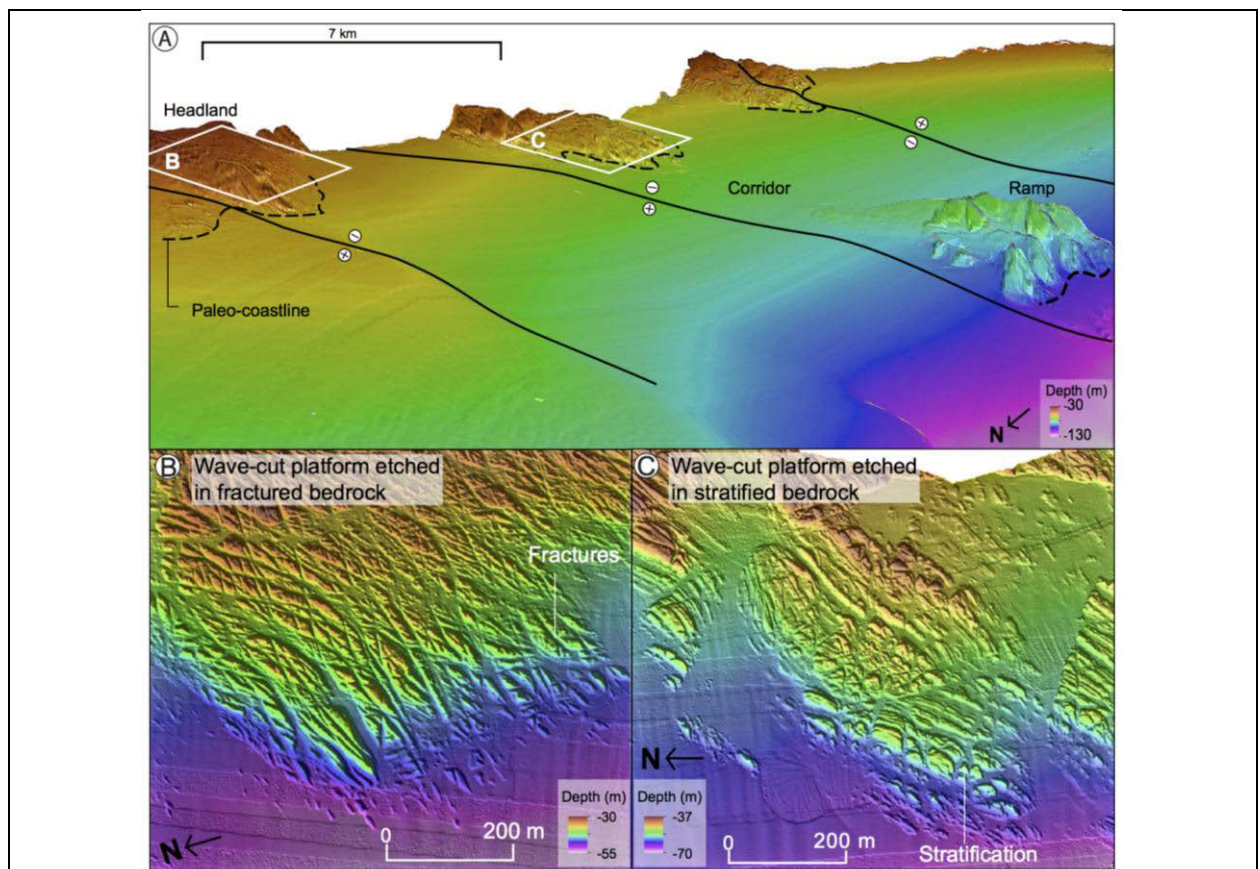 A
7 km
Headland
B
C
Corridor
Ramp
Paleo-coastline
Depth (m)
-30
-130
N
B
Wave-cut platform etched
in fractured bedrock
Fractures
Depth (m)
-30
-55
0
200 m
N
C
Wave-cut platform etched
in stratified bedrock
N
Depth (m)
-37
-70
0
200 m
Stratification